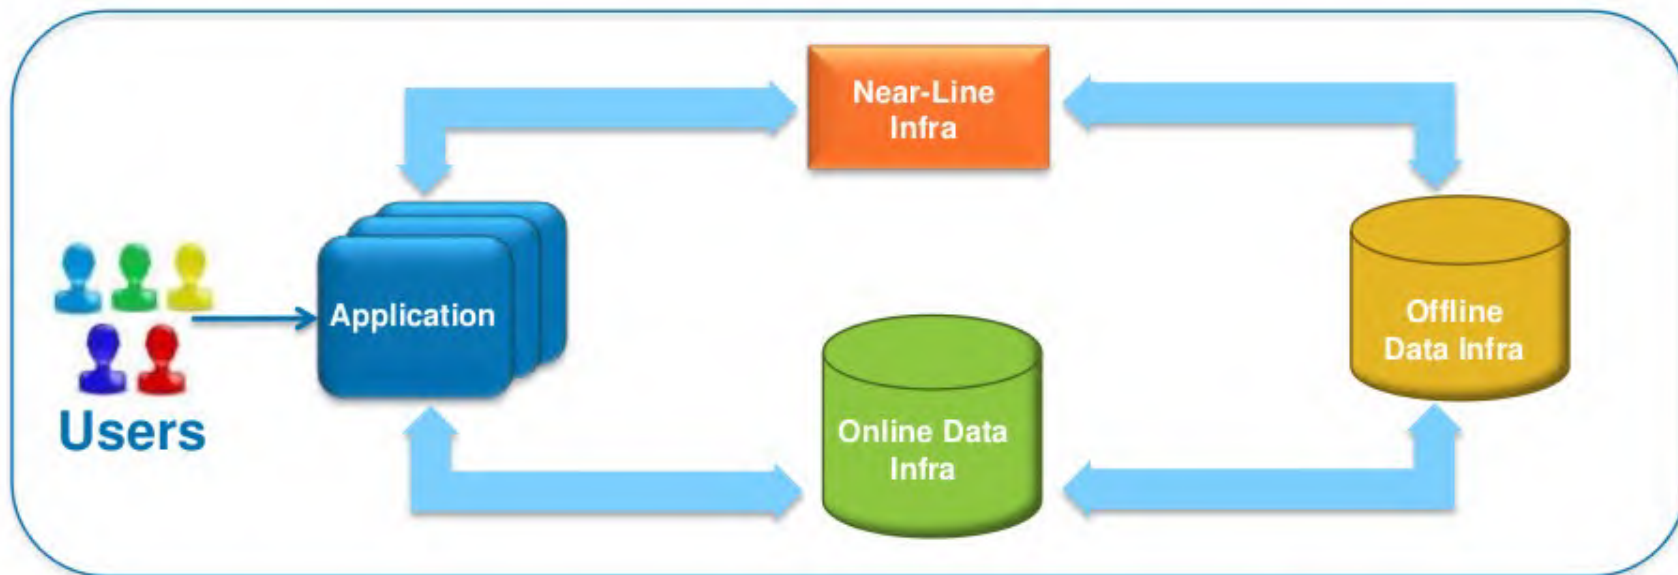 Near-Line
Infra
Application
Offline
Data Infra
Users
Online Data
Infra